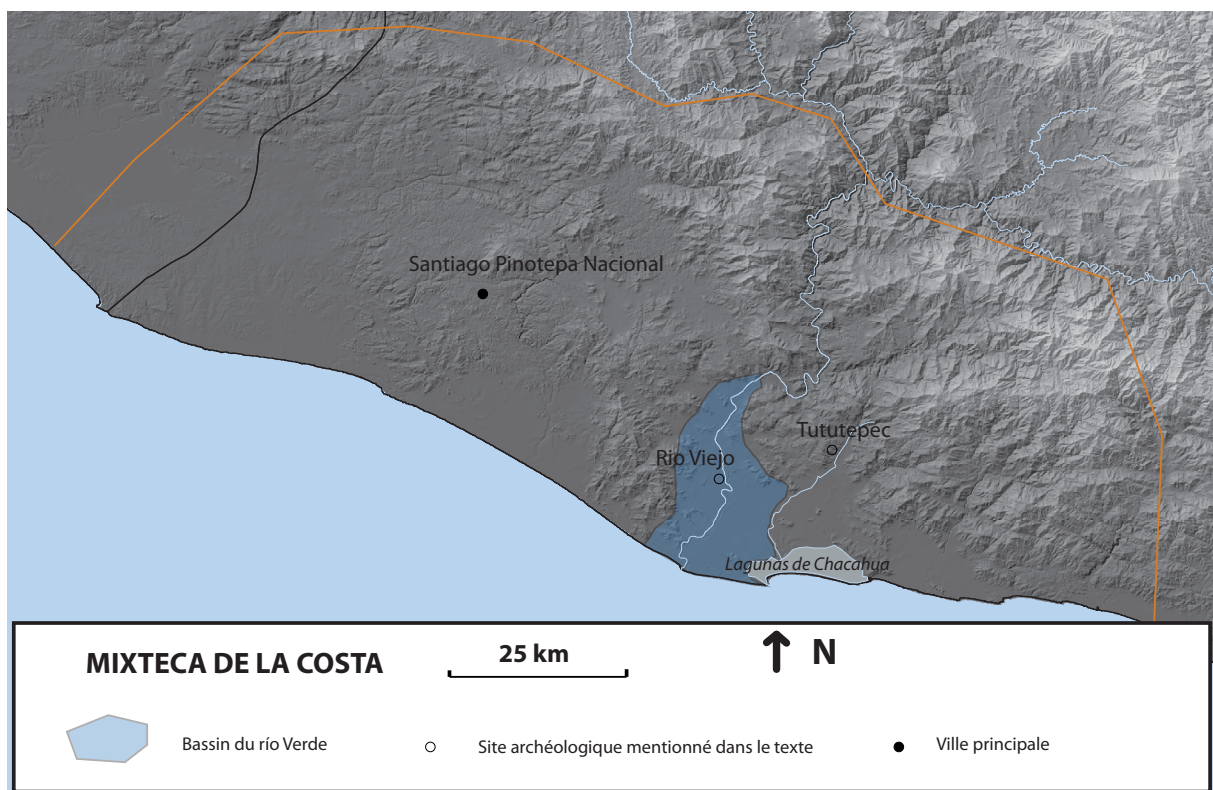 Santiago Pinotepa Nacional
Tututepec
Rio Viejo
Lagunas de Chacahua
MIXTECA DE LA COSTA
25 km
N
Bassin du río Verde
Site archéologique mentionné dans le texte
Ville principale